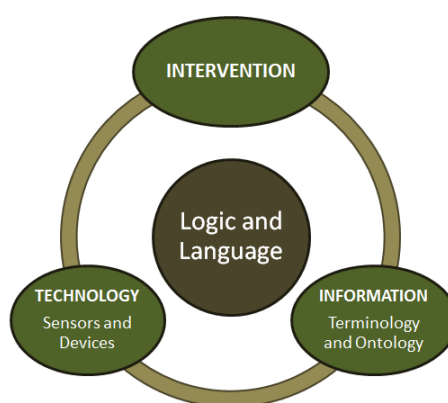 INTERVENTION
Logic and
Language
TECHNOLOGY
Sensors and
Devices
INFORMATION
Terminology
and Ontology